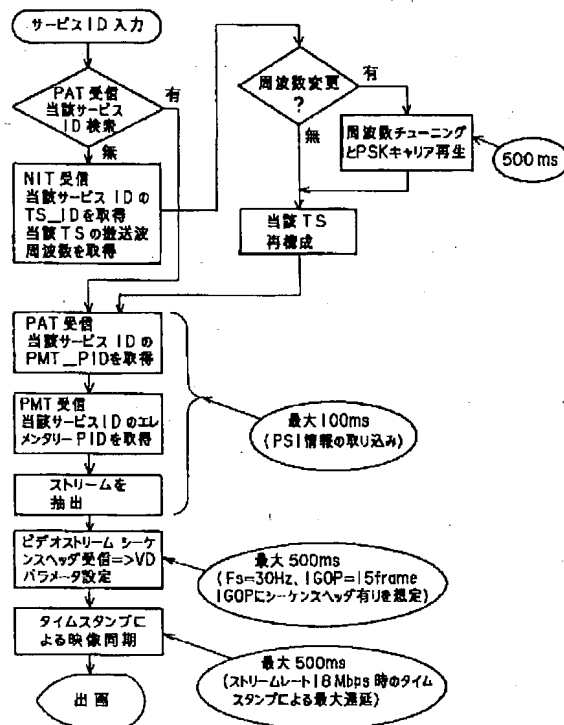 サービスID入力
PAT受信
当該サービス
ID検索
有
無
NIT受信
当該サービス IDの
TS_IDを取得
当該TSの搬送波
周波数を取得
周波数変更
?
有
無
周波数チューニング
とPSKキャリア再生
500ms
当該TS
再構成
PAT受信
当該サービス IDの
PMT_PIDを取得
PMT受信
当該サービスIDのエレ
メンタリーPIDを取得
ストリームを
抽出
最大100ms
(PSI情報の取り込み)
ビデオストリーム シーケ
ンスヘッダ受信=>VD
パラメータ設定
最大500ms
(Fs=30Hz、1GOP=15frame
1GOPにシーケンスヘッダ有りを想定)
タイムスタンプに
よる映像同期
最大500ms
(ストリームレート18Mbps時のタイム
スタンプによる最大遅延)
出画